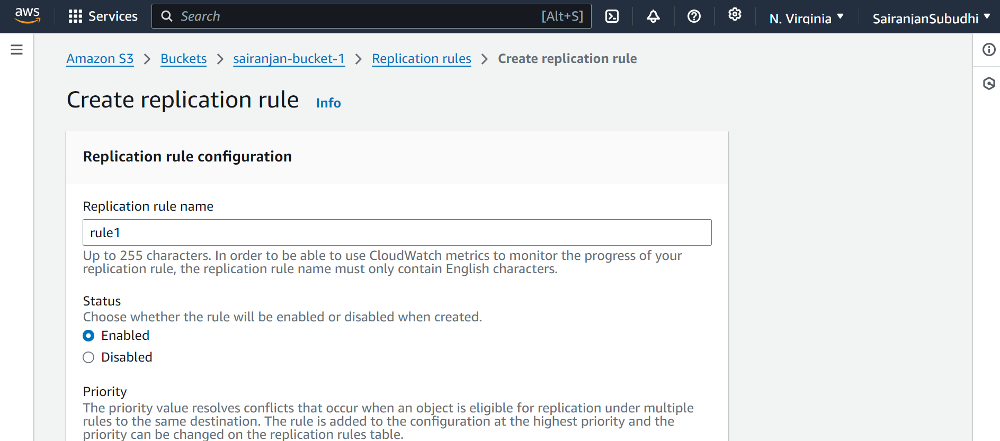 aws
Services
Search [Alt+S]
N. Virginia
SairanjanSubudhi
Amazon S3 > Buckets > sairanjan-bucket-1 > Replication rules > Create replication rule
Create replication rule Info
Replication rule configuration
Replication rule name
rule1
Up to 255 characters. In order to be able to use CloudWatch metrics to monitor the progress of your
replication rule, the replication rule name must only contain English characters.
Status
Choose whether the rule will be enabled or disabled when created.
Enabled
Disabled
Priority
The priority value resolves conflicts that occur when an object is eligible for replication under multiple
rules to the same destination. The rule is added to the configuration at the highest priority and the
priority can be changed on the replication rules table.